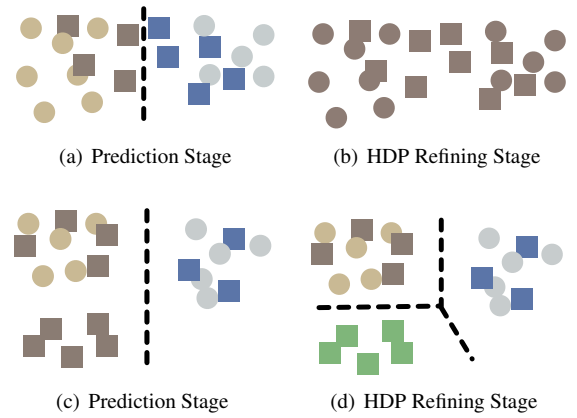 (a) Prediction Stage
(b) HDP Refining Stage
(c) Prediction Stage
(d) HDP Refining Stage